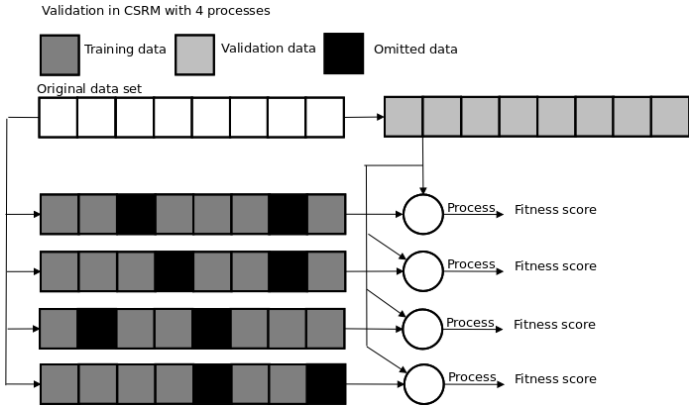 Validation in CSRM with 4 processes
Training data
Validation data
Omitted data
Original data set
Process
Fitness score
Process
Fitness score
Process
Fitness score
Process
Fitness score